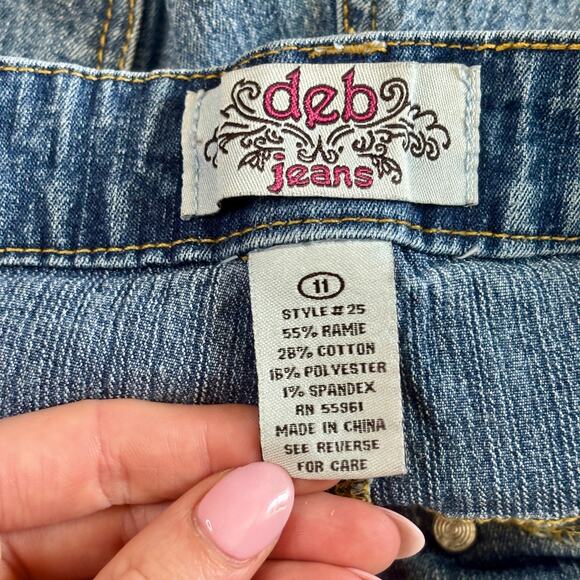 deb
jeans
11
STYLE # 25
55% RAMIE
28% COTTON
16% POLYESTER
1% SPANDEX
RN 55961
MADE IN CHINA
SEE REVERSE
FOR CARE